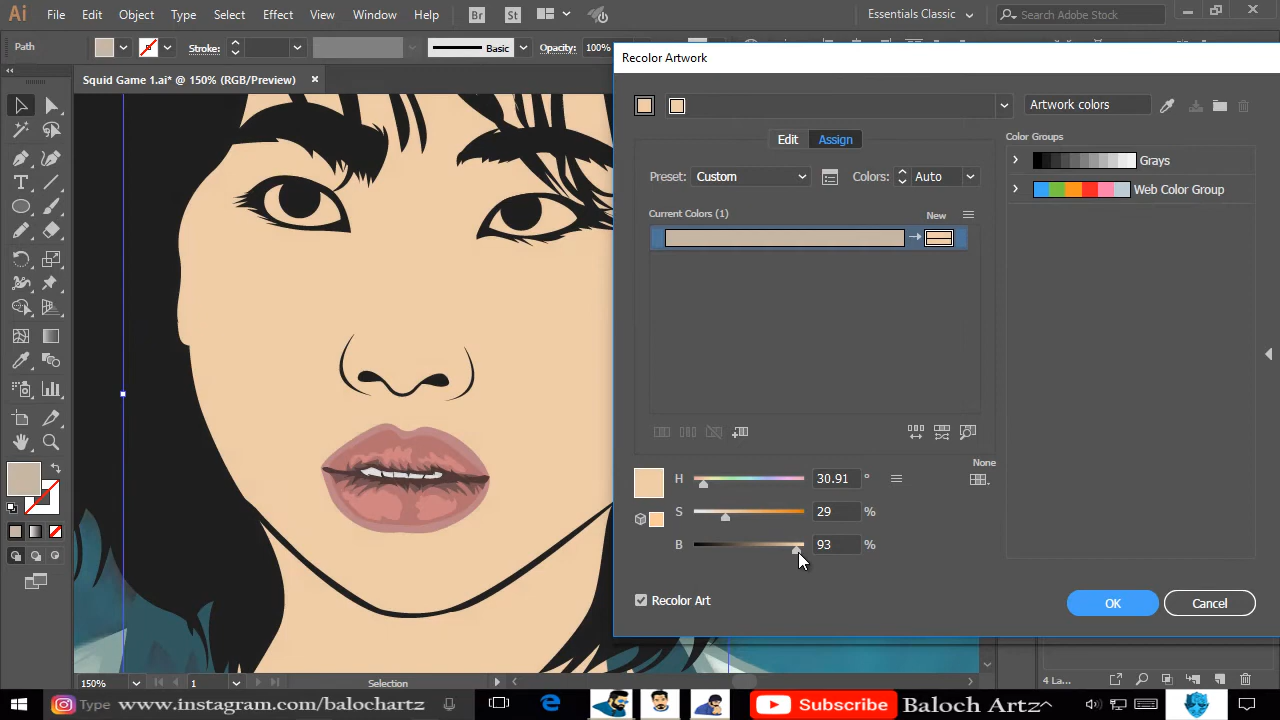 Ai File Edit Object Type Select Effect View Window Help Br St Essentials Classic Search Adobe Stock
Path Stroke: Basic Opacity: 100%
Recolor Artwork
Squid Game 1.ai* @ 150% (RGB/Preview) ×
Artwork colors
Edit Assign
Color Groups
Preset: Custom Colors: Auto
Grays
Web Color Group
Current Colors (1) New
None
H 30.91 °
S 29 %
B 93 %
Recolor Art
OK Cancel
150% 1 Selection
4 La...
Type www.instagram.com/balochartz Subscribe Baloch Artz